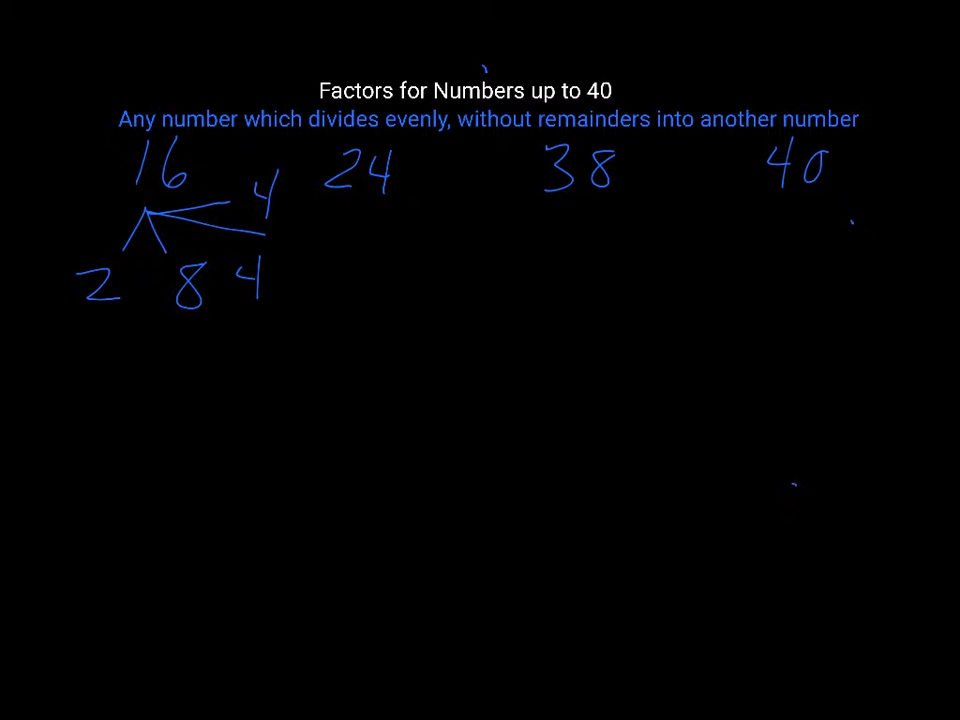 Factors for Numbers up to 40
Any number which divides evenly, without remainders into another number
16 24 38 40
4
2 8 4